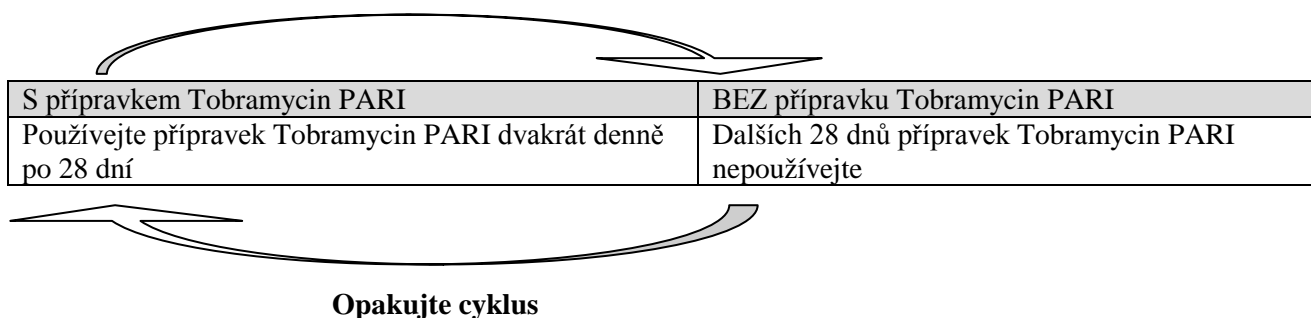 S přípravkem Tobramycin PARI
BEZ přípravku Tobramycin PARI
Používejte přípravek Tobramycin PARI dvakrát denně
po 28 dní
Dalších 28 dnů přípravek Tobramycin PARI
nepoužívejte
Opakujte cyklus